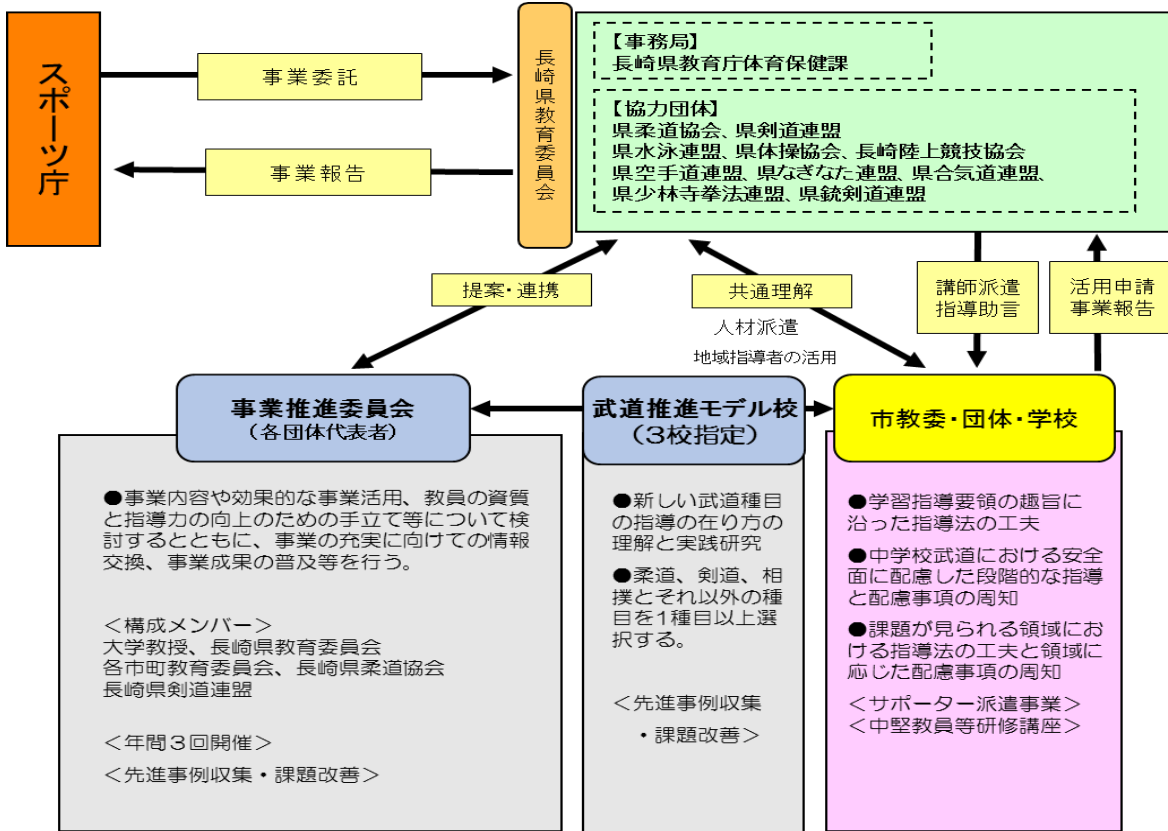 スポーツ庁
事業委託
事業報告
長崎県教育委員会
【事務局】
長崎県教育庁体育保健課
【協力団体】
県柔道協会、県剣道連盟
県水泳連盟、県体操協会、長崎陸上競技協会
県空手道連盟、県なぎなた連盟、県合気道連盟、
県少林寺拳法連盟、県銃剣道連盟
提案・連携
共通理解
人材派遣
地域指導者の活用
講師派遣
指導助言
活用申請
事業報告
事業推進委員会
（各団体代表者）
●事業内容や効果的な事業活用、教員の資質
と指導力の向上のための手立て等について検
討するとともに、事業の充実に向けての情報
交換、事業成果の普及等を行う。
＜構成メンバー＞
大学教授、長崎県教育委員会
各市町教育委員会、長崎県柔道協会
長崎県剣道連盟
＜年間３回開催＞
＜先進事例収集・課題改善＞
武道推進モデル校
（３校指定）
●新しい武道種目
の指導の在り方の
理解と実践研究
●柔道、剣道、相
撲とそれ以外の種
目を1種目以上選
択する。
＜先進事例収集
・課題改善＞
市教委・団体・学校
●学習指導要領の趣旨に
沿った指導法の工夫
●中学校武道における安全
面に配慮した段階的な指導
と配慮事項の周知
●課題が見られる領域にお
ける指導法の工夫と領域に
応じた配慮事項の周知
＜サポーター派遣事業＞
＜中堅教員等研修講座＞